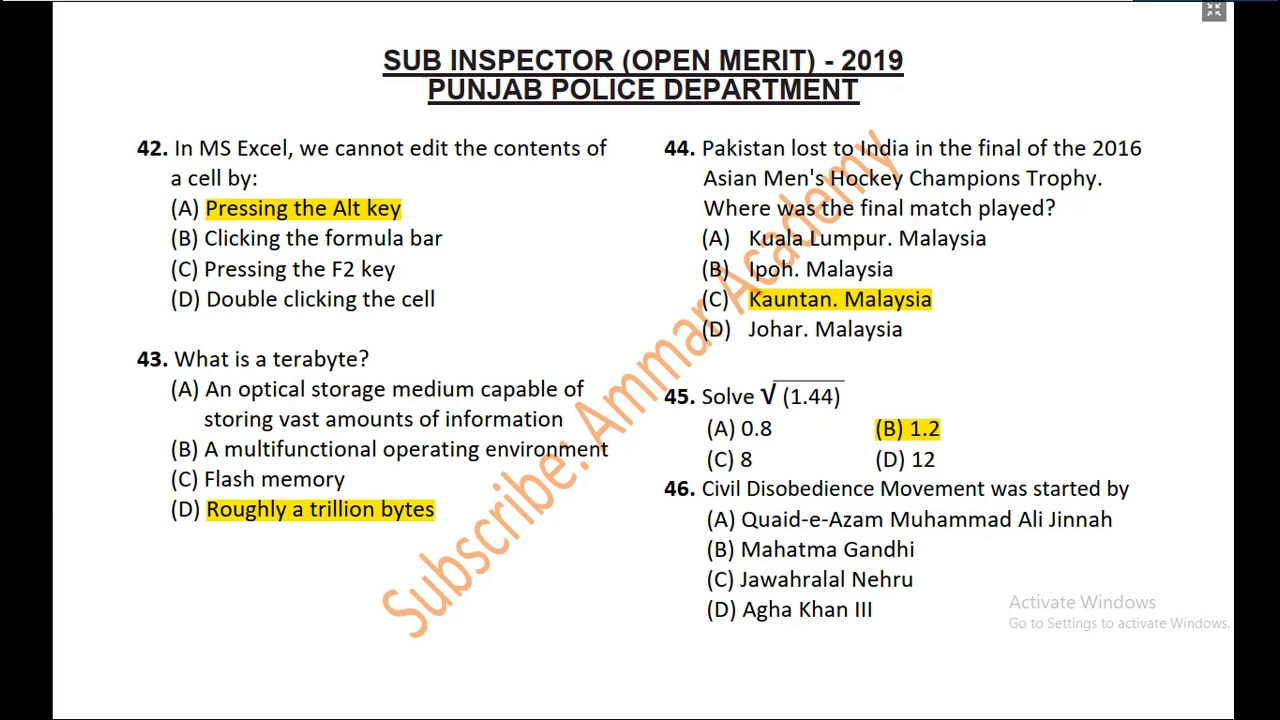 SUB INSPECTOR (OPEN MERIT) - 2019
PUNJAB POLICE DEPARTMENT
42. In MS Excel, we cannot edit the contents of
a cell by:
(A) Pressing the Alt key
(B) Clicking the formula bar
(C) Pressing the F2 key
(D) Double clicking the cell
43. What is a terabyte?
(A) An optical storage medium capable of
storing vast amounts of information
(B) A multifunctional operating environment
(C) Flash memory
(D) Roughly a trillion bytes
44. Pakistan lost to India in the final of the 2016
Asian Men's Hockey Champions Trophy.
Where was the final match played?
(A) Kuala Lumpur. Malaysia
(B) Ipoh. Malaysia
(C) Kauntan. Malaysia
(D) Johar. Malaysia
45. Solve √(1.44)
(A) 0.8 (B) 1.2
(C) 8 (D) 12
46. Civil Disobedience Movement was started by
(A) Quaid-e-Azam Muhammad Ali Jinnah
(B) Mahatma Gandhi
(C) Jawahralal Nehru
(D) Agha Khan III
Subscribe: Ammar Academy
Activate Windows
Go to Settings to activate Windows.